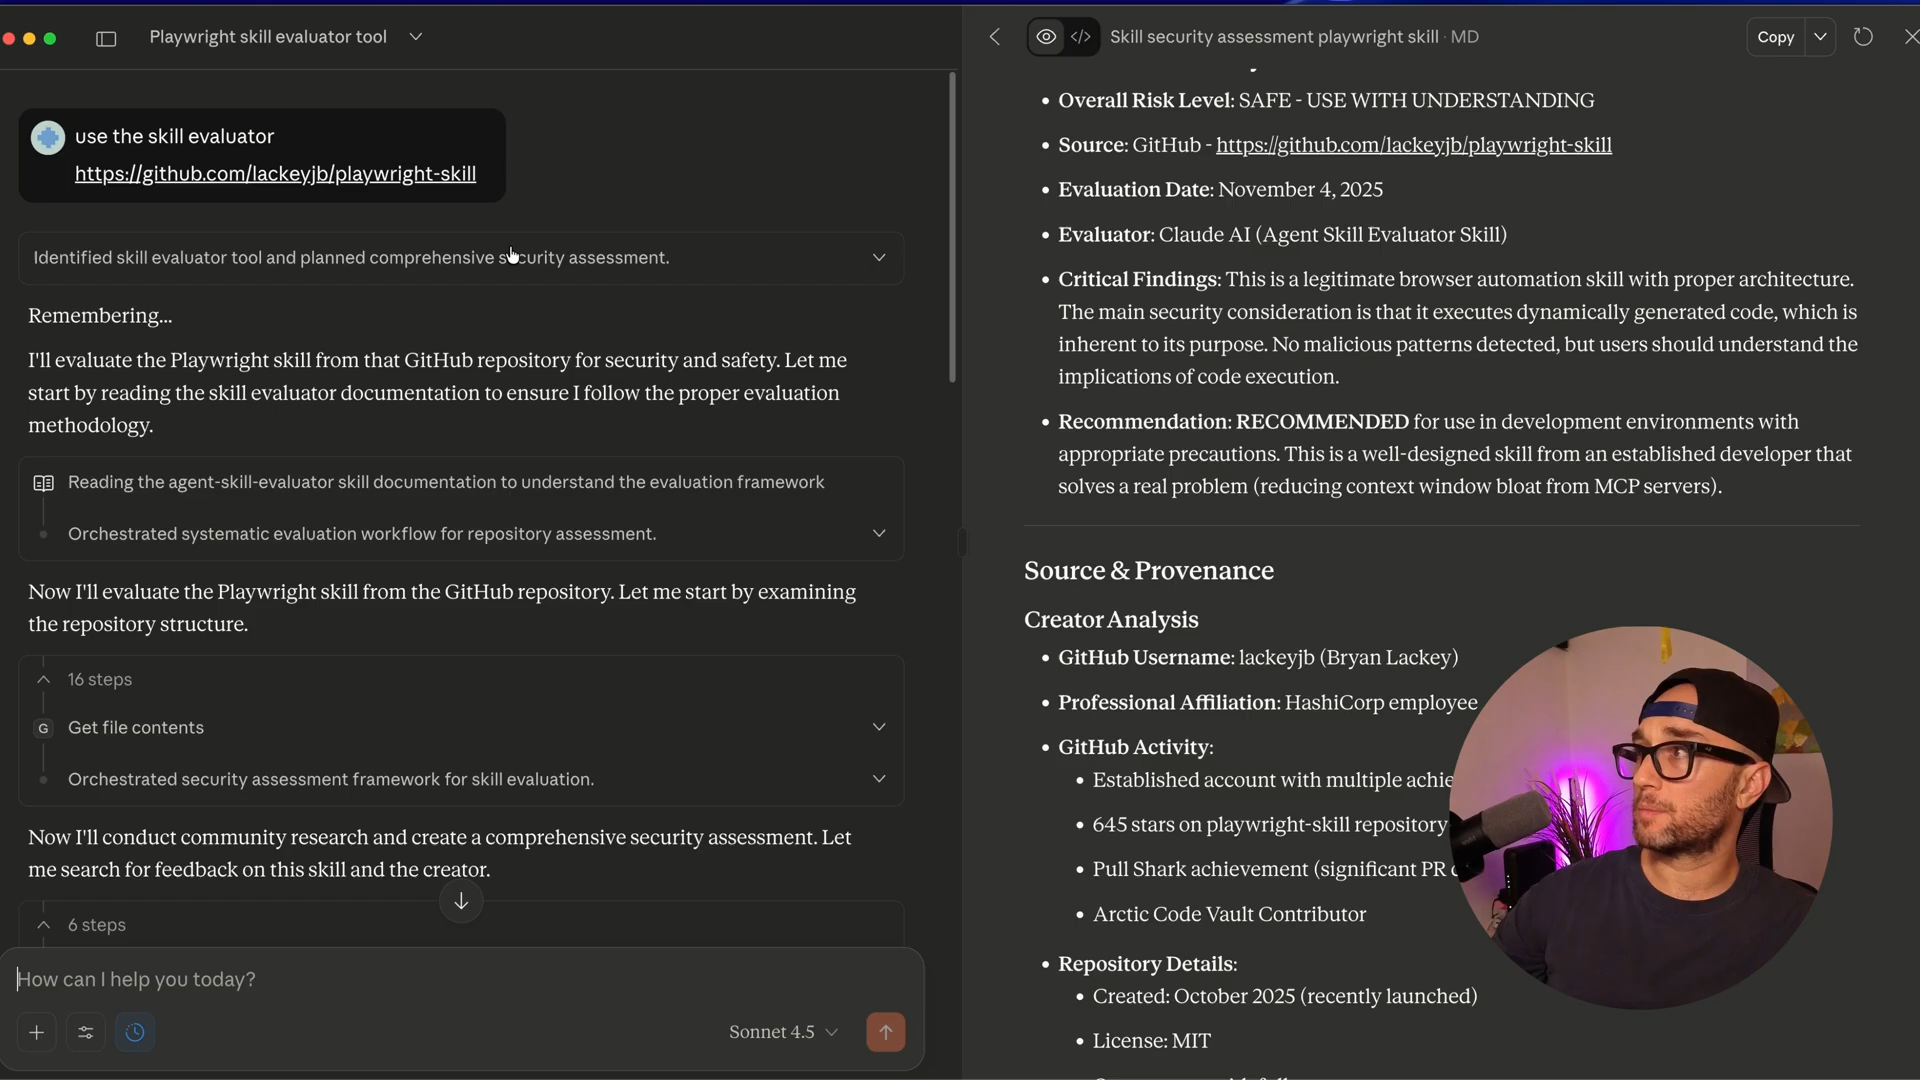 Playwright skill evaluator tool
use the skill evaluator
https://github.com/lackeyjb/playwright-skill
Identified skill evaluator tool and planned comprehensive security assessment.
Remembering...
I'll evaluate the Playwright skill from that GitHub repository for security and safety. Let me
start by reading the skill evaluator documentation to ensure I follow the proper evaluation
methodology.
Reading the agent-skill-evaluator skill documentation to understand the evaluation framework
Orchestrated systematic evaluation workflow for repository assessment.
Now I'll evaluate the Playwright skill from the GitHub repository. Let me start by examining
the repository structure.
16 steps
G Get file contents
Orchestrated security assessment framework for skill evaluation.
Now I'll conduct community research and create a comprehensive security assessment. Let
me search for feedback on this skill and the creator.
6 steps
How can I help you today?
Sonnet 4.5
Skill security assessment playwright skill · MD
Copy
• Overall Risk Level: SAFE - USE WITH UNDERSTANDING
• Source: GitHub - https://github.com/lackeyjb/playwright-skill
• Evaluation Date: November 4, 2025
• Evaluator: Claude AI (Agent Skill Evaluator Skill)
• Critical Findings: This is a legitimate browser automation skill with proper architecture.
The main security consideration is that it executes dynamically generated code, which is
inherent to its purpose. No malicious patterns detected, but users should understand the
implications of code execution.
• Recommendation: RECOMMENDED for use in development environments with
appropriate precautions. This is a well-designed skill from an established developer that
solves a real problem (reducing context window bloat from MCP servers).
Source & Provenance
Creator Analysis
• GitHub Username: lackeyjb (Bryan Lackey)
• Professional Affiliation: HashiCorp employee
• GitHub Activity:
• Established account with multiple achie
• 645 stars on playwright-skill repository
• Pull Shark achievement (significant PR
• Arctic Code Vault Contributor
• Repository Details:
• Created: October 2025 (recently launched)
• License: MIT